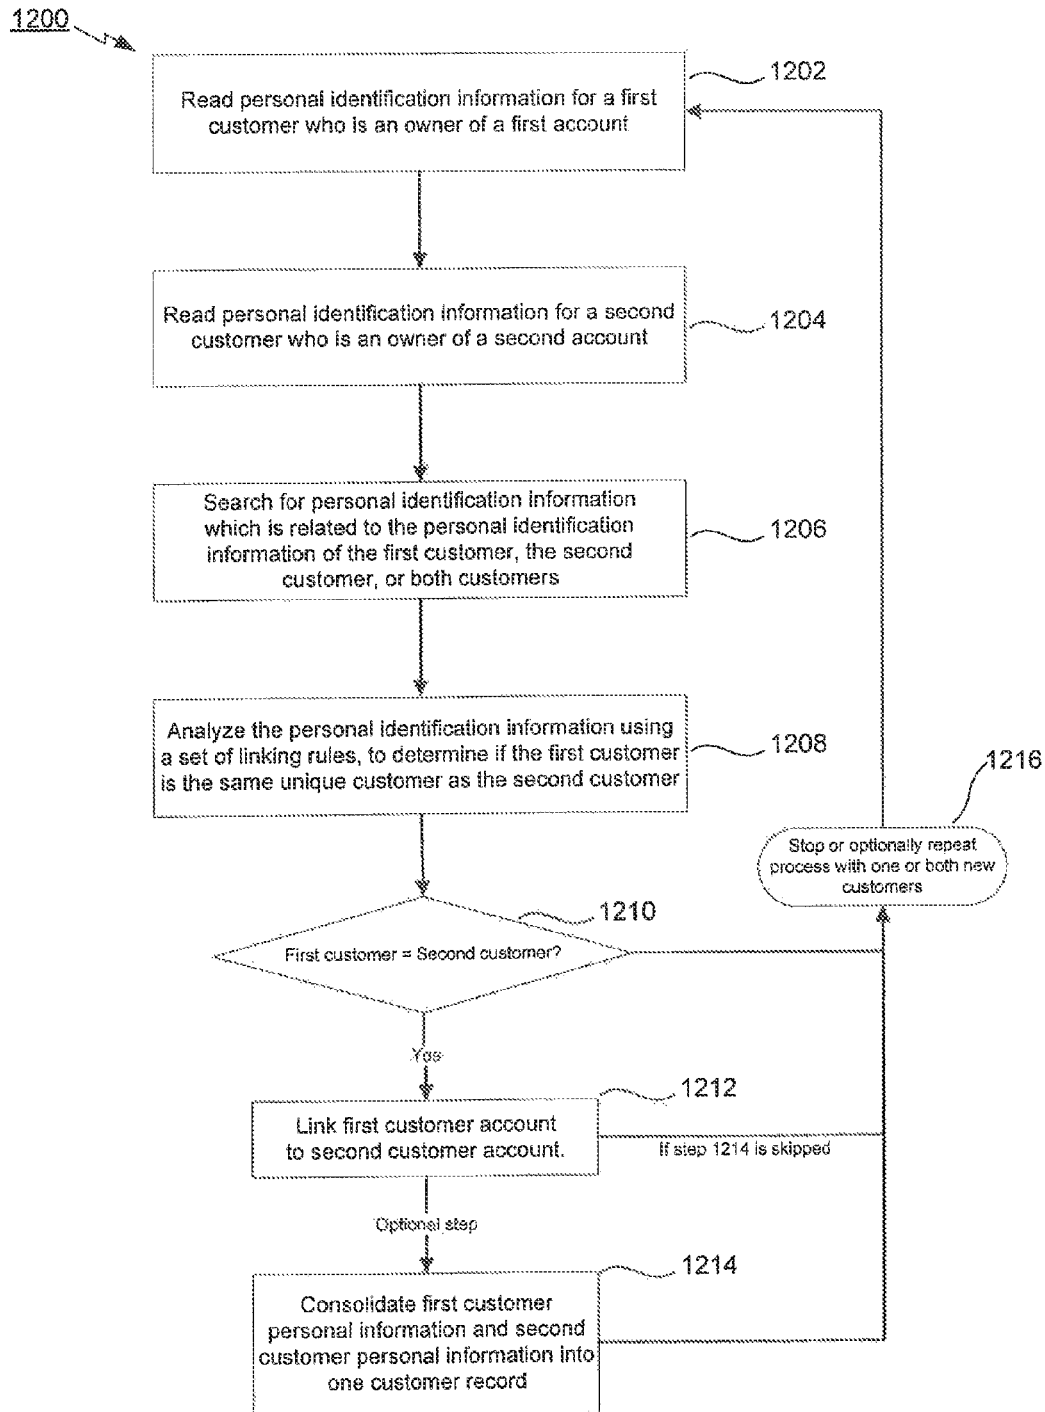 1200
1202
Read personal identification information for a first
customer who is an owner of a first account
Read personal identification information for a second
customer who is an owner of a second account
1204
Search for personal identification information
which is related to the personal identification
information of the first customer, the second
customer, or both customers
1206
Analyze the personal identification information using
a set of linking rules, to determine if the first customer
is the same unique customer as the second customer
1208
1216
Stop or optionally repeat
process with one or both new
customers
1210
First customer = Second customer?
Yes
1212
Link first customer account
to second customer account.
If step 1214 is skipped
Optional step
1214
Consolidate first customer
personal information and second
customer personal information into
one customer record